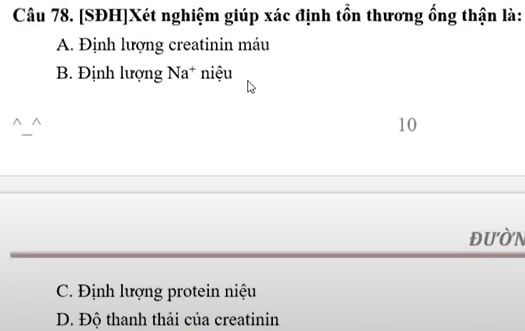 Câu 78. [SĐH]Xét nghiệm giúp xác định tổn thương ống thận là:
A. Định lượng creatinin máu
B. Định lượng Na⁺ niệu
^_^
10
ĐƯỜN
C. Định lượng protein niệu
D. Độ thanh thải của creatinin